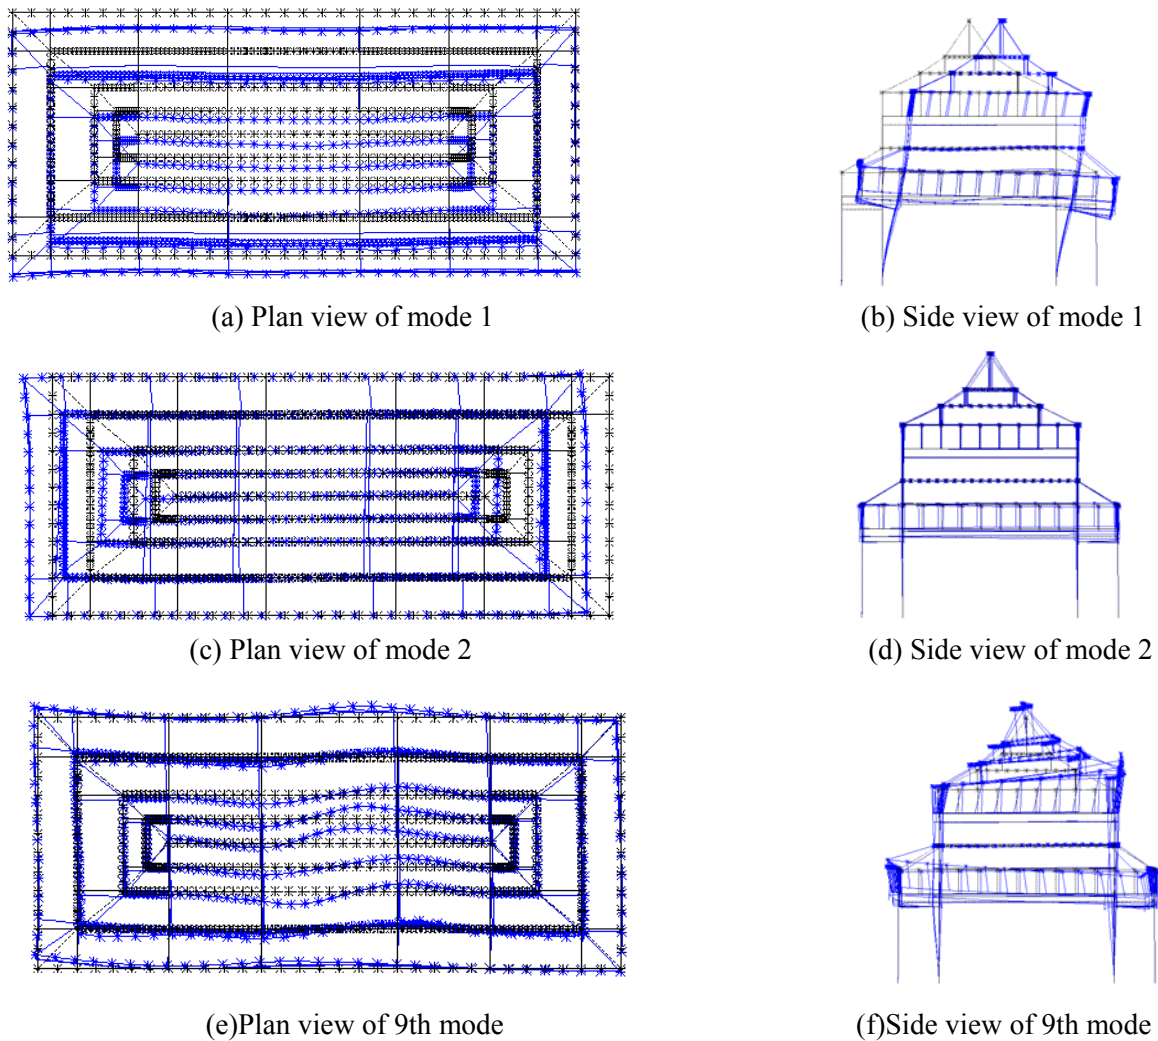 (a) Plan view of mode 1
(b) Side view of mode 1
(c) Plan view of mode 2
(d) Side view of mode 2
(e)Plan view of 9th mode
(f)Side view of 9th mode